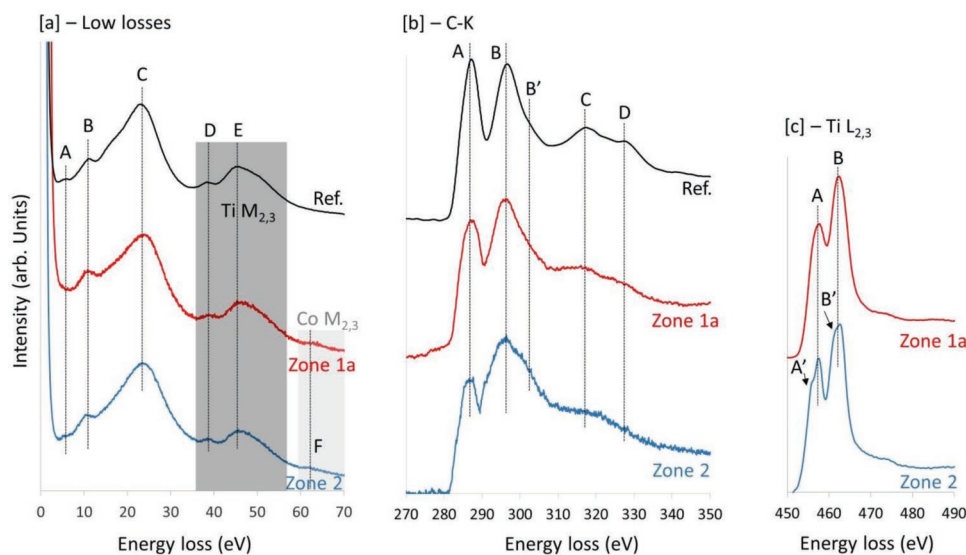 [a] – Low losses
A
B
C
D
E
Ti M2,3
Ref.
Co M2,3
Zone 1a
F
Zone 2
0
10
20
30
40
50
60
70
Energy loss (eV)
Intensity (arb. Units)
[b] – C-K
A
B
B’
C
D
Ref.
Zone 1a
Zone 2
270
280
290
300
310
320
330
340
350
Energy loss (eV)
[c] – Ti L2,3
B
A
B’
Zone 1a
A’
Zone 2
450
460
470
480
490
Energy loss (eV)